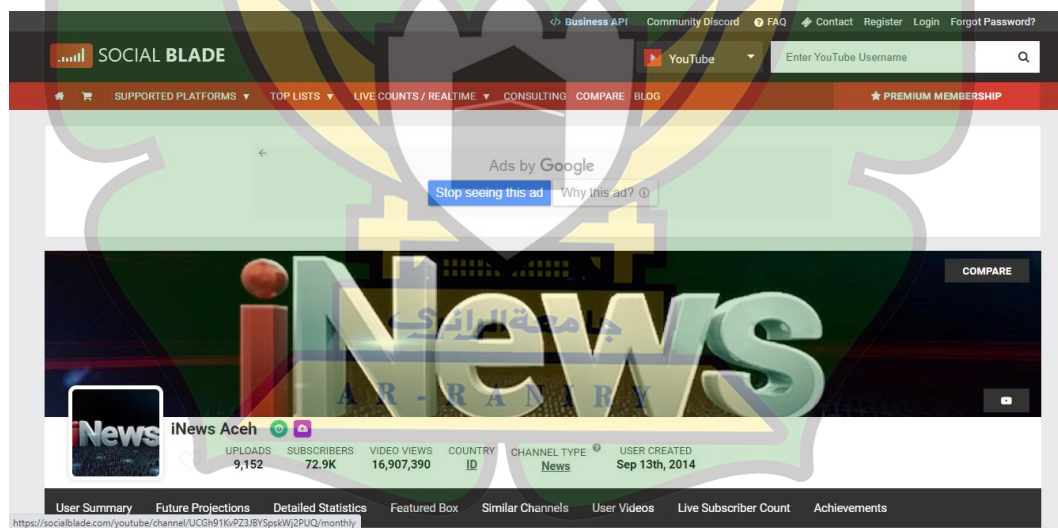 </> Business API Community Discord FAQ Contact Register Login Forgot Password?
SOCIAL BLADE YouTube Enter YouTube Username
SUPPORTED PLATFORMS TOP LISTS LIVE COUNTS / REALTIME CONSULTING COMPARE BLOG PREMIUM MEMBERSHIP
Ads by Google
Stop seeing this ad Why this ad?
COMPARE
iNews
جامعة الرانري
AR-RANIRY
iNews
iNews Aceh
UPLOADS SUBSCRIBERS VIDEO VIEWS COUNTRY CHANNEL TYPE USER CREATED
9,152 72.9K 16,907,390 ID News Sep 13th, 2014
User Summary Future Projections Detailed Statistics Featured Box Similar Channels User Videos Live Subscriber Count Achievements
https://socialblade.com/youtube/channel/UCGh91KvPZ3JBYSpskWj2PUQ/monthly